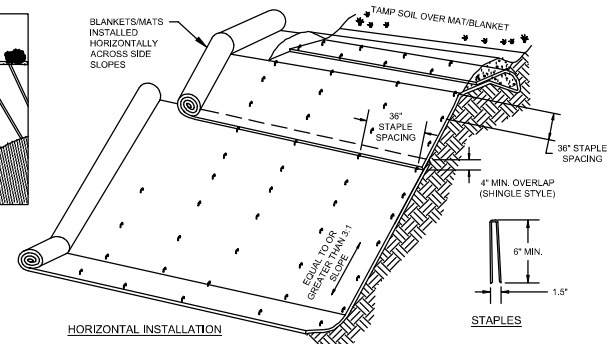 BLANKETS/MATS
INSTALLED
HORIZONTALLY
ACROSS SIDE
SLOPES
TAMP SOIL OVER MAT/BLANKET
36"
STAPLE
SPACING
36" STAPLE
SPACING
4" MIN. OVERLAP
(SHINGLE STYLE)
EQUAL TO OR
GREATER THAN 3:1
SLOPE
6" MIN.
1.5"
STAPLES
HORIZONTAL INSTALLATION